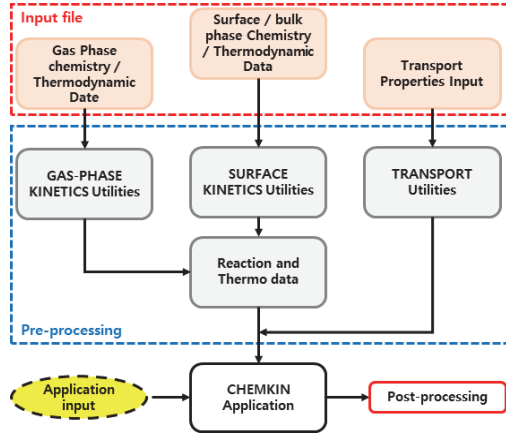 Input file
Gas Phase
chemistry /
Thermodynamic
Date
Surface / bulk
phase Chemistry
/ Thermodynamic
Data
Transport
Properties Input
GAS-PHASE
KINETICS Utilities
SURFACE
KINETICS Utilities
TRANSPORT
Utilities
Reaction and
Thermo data
Pre-processing
Application
input
CHEMKIN
Application
Post-processing